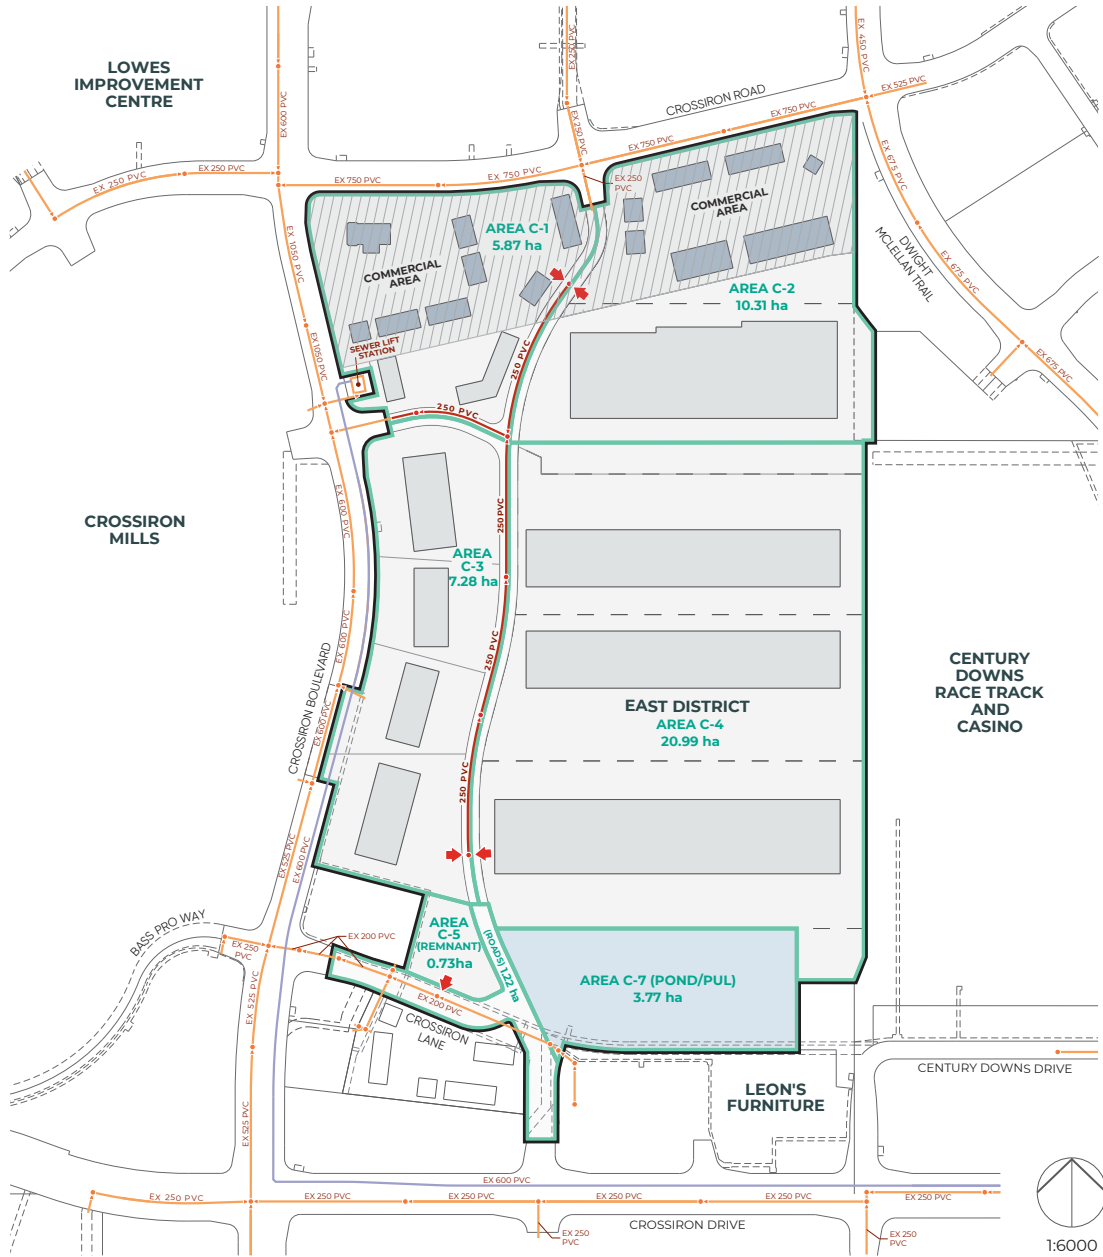 EX 600 PVC
EX 250 PVC
EX 450 PVC
EX 525 PVC
LOWES
IMPROVEMENT
CENTRE
CROSSIRON ROAD
EX 750 PVC
EX 250 PVC
EX 750 PVC
EX 675 PVC
EX 250 PVC
EX 250 PVC
EX 750 PVC
EX 750 PVC
EX 250
PVC
COMMERCIAL
AREA
AREA C-1
5.87 ha
EX 1050 PVC
COMMERCIAL
AREA
DWIGHT
MCLELLAN TRAIL
EX 675 PVC
AREA C-2
10.31 ha
EX 1050 PVC
SEWER LIFT
STATION
250 PVC
EX 675 PVC
250 PVC
CROSSIRON
MILLS
EX 600 PVC
250 PVC
AREA
C-3
7.28 ha
EX 600 PVC
250 PVC
CENTURY
DOWNS
RACE TRACK
AND
CASINO
CROSSIRON BOULEVARD
EX 600 PVC
EAST DISTRICT
AREA C-4
20.99 ha
250 PVC
EX 525 PVC
EX 600 PVC
BASS PRO WAY
EX 250
PVC
EX 200 PVC
AREA
C-5
(REMNANT)
0.73ha
(ROADS) 1.22 ha
AREA C-7 (POND/PUL)
3.77 ha
EX 525 PVC
EX 200 PVC
CROSSIRON
LANE
CENTURY DOWNS DRIVE
LEON'S
FURNITURE
EX 525 PVC
EX 600 PVC
EX 250 PVC
EX 250 PVC
EX 250 PVC
EX 250 PVC
EX 250 PVC
EX 250 PVC
CROSSIRON DRIVE
EX 250
PVC
EX 250
PVC
1:6000